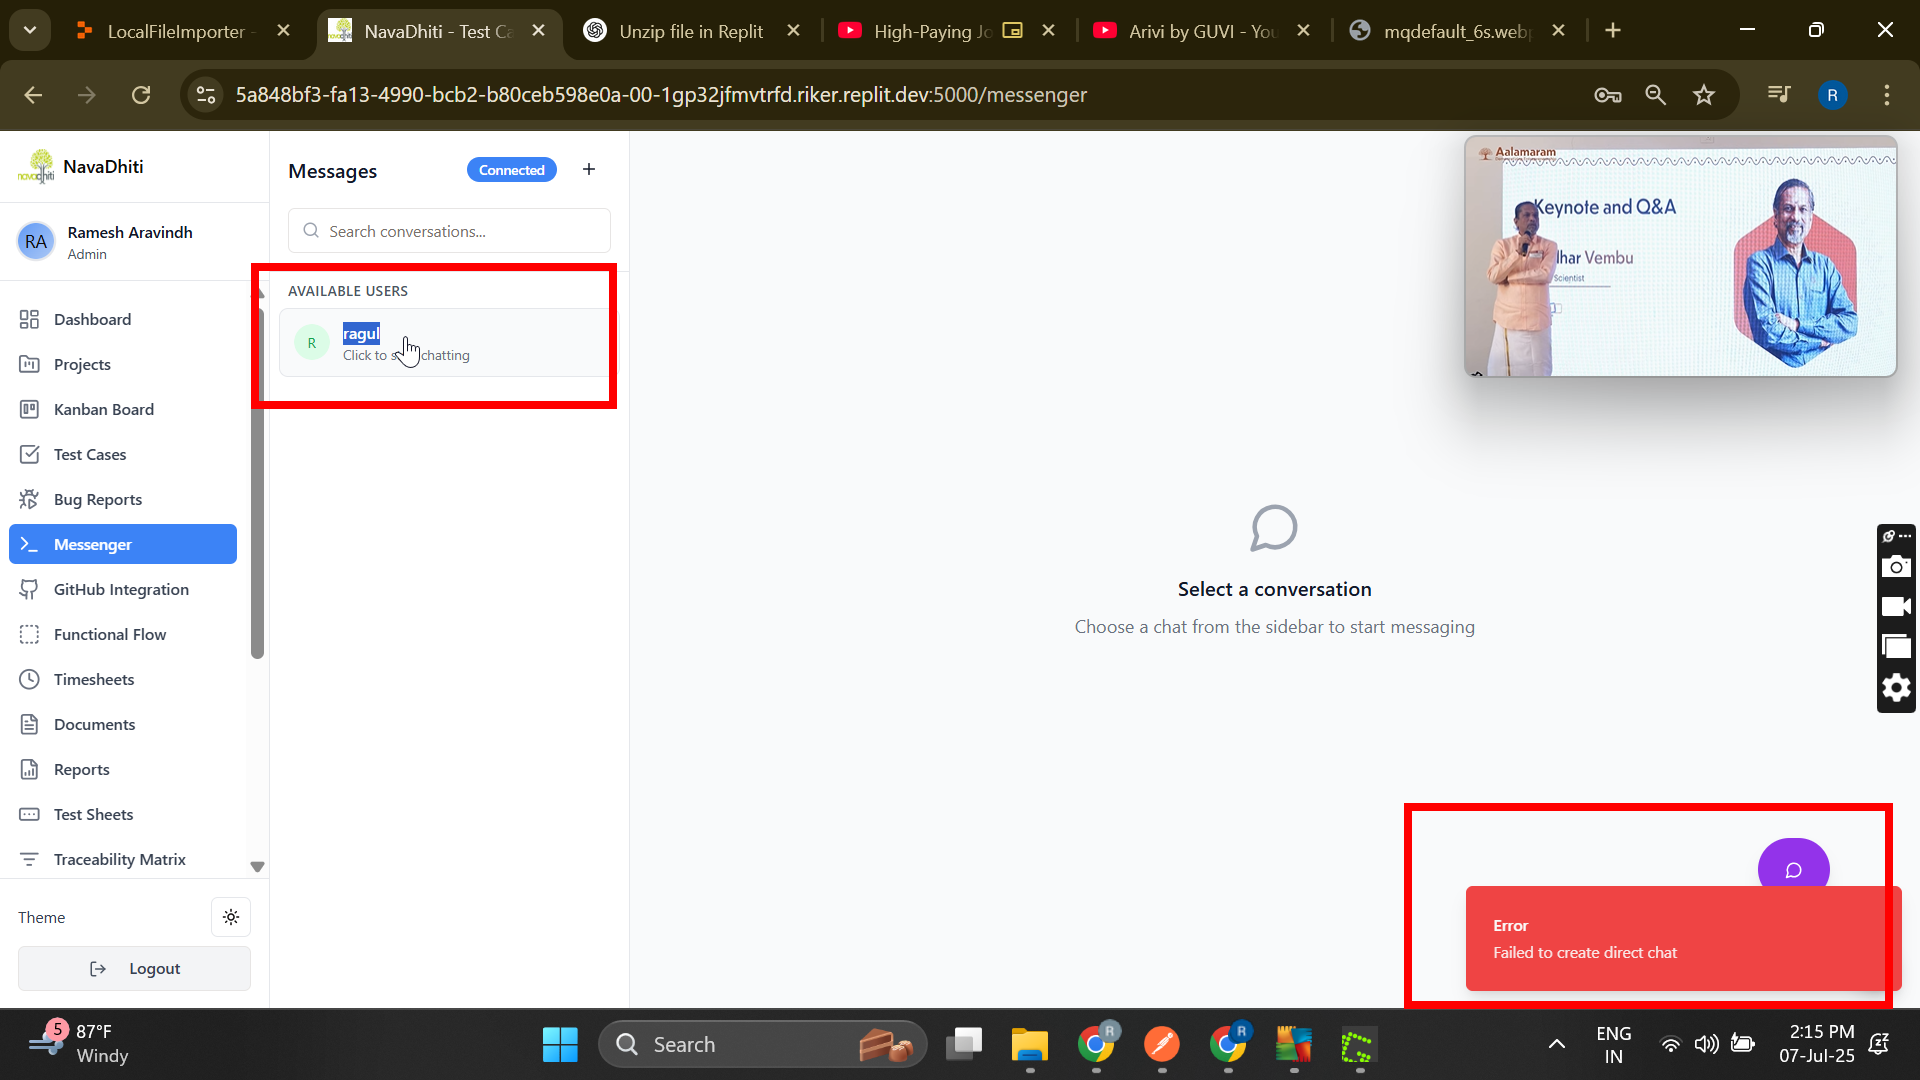 LocalFileImporter -
NavaDhiti - Test Ca
Unzip file in Replit
High-Paying Jo
Arivi by GUVI - You
mqdefault_6s.webp
5a848bf3-fa13-4990-bcb2-b80ceb598e0a-00-1gp32jfmvtrfd.riker.replit.dev:5000/messenger
R
NavaDhiti
RA
Ramesh Aravindh
Admin
Dashboard
Projects
Kanban Board
Test Cases
Bug Reports
Messenger
GitHub Integration
Functional Flow
Timesheets
Documents
Reports
Test Sheets
Traceability Matrix
Theme
Logout
Messages
Connected
Search conversations...
AVAILABLE USERS
R
ragul
Click to s chatting
Select a conversation
Choose a chat from the sidebar to start messaging
Aalamaram
Keynote and Q&A
lhar Vembu
Scientist
Error
Failed to create direct chat
5
87°F
Windy
Search
R
R
ENG
IN
2:15 PM
07-Jul-25